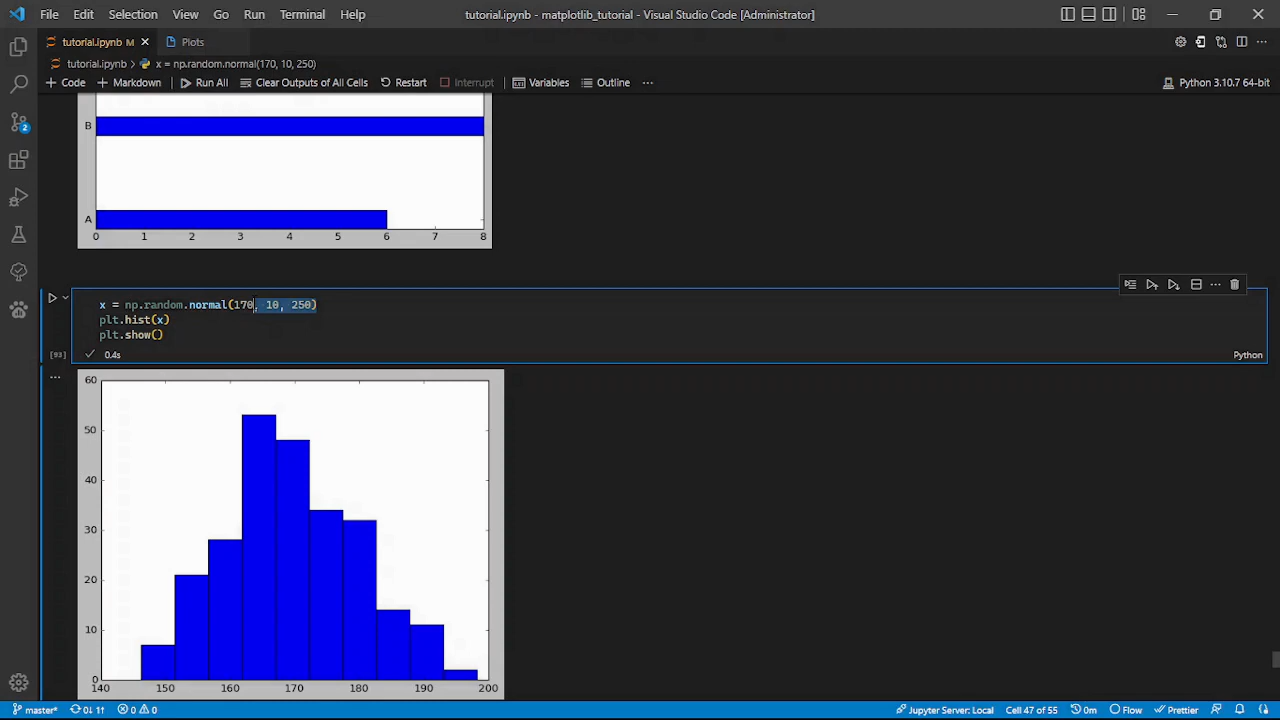 File Edit Selection View Go Run Terminal Help
tutorial.ipynb - matplotlib_tutorial - Visual Studio Code [Administrator]
tutorial.ipynb M
Plots
tutorial.ipynb > x = np.random.normal(170, 10, 250)
+ Code + Markdown Run All Clear Outputs of All Cells Restart Interrupt Variables Outline ...
Python 3.10.7 64-bit
B
A
0 1 2 3 4 5 6 7 8
x = np.random.normal(170, 10, 250)
plt.hist(x)
plt.show()
[93]
0.4s
Python
60
50
40
30
20
10
0
140 150 160 170 180 190 200
2
master* 0↓ 1↑ 0 0
Jupyter Server: Local Cell 47 of 55 0m Flow Prettier